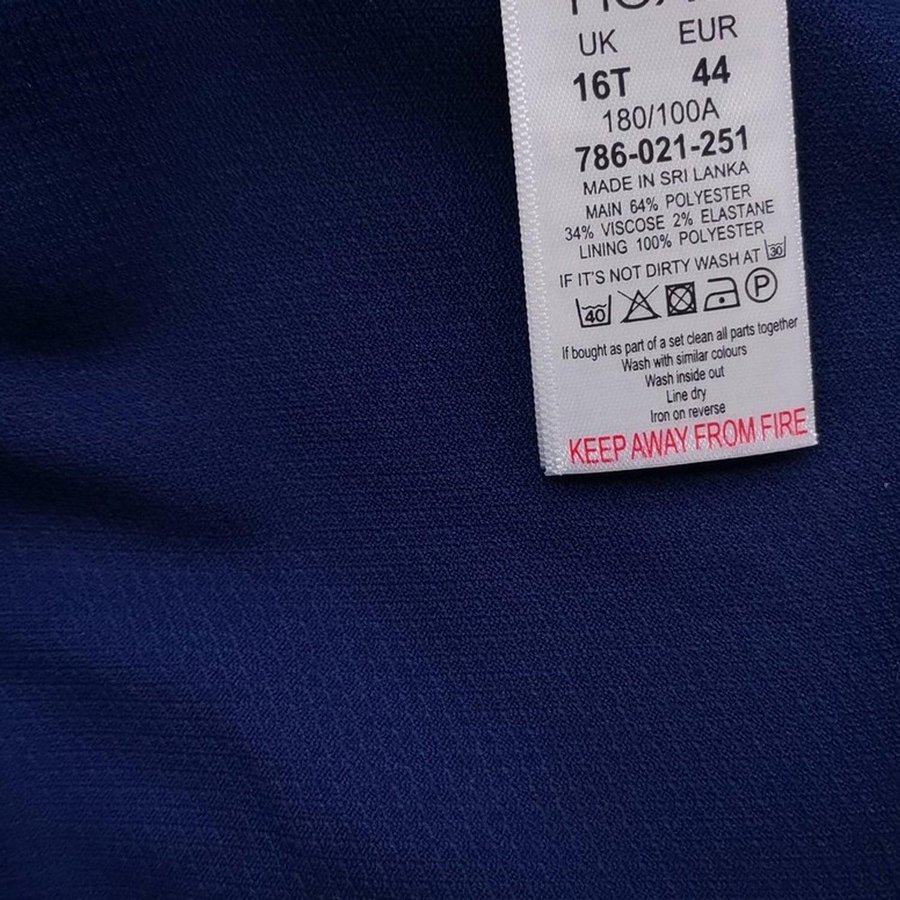 UK EUR
16T 44
180/100A
786-021-251
MADE IN SRI LANKA
MAIN 64% POLYESTER
34% VISCOSE 2% ELASTANE
LINING 100% POLYESTER
IF IT'S NOT DIRTY WASH AT 30
40 P
If bought as part of a set clean all parts together
Wash with similar colours
Wash inside out
Line dry
Iron on reverse
KEEP AWAY FROM FIRE